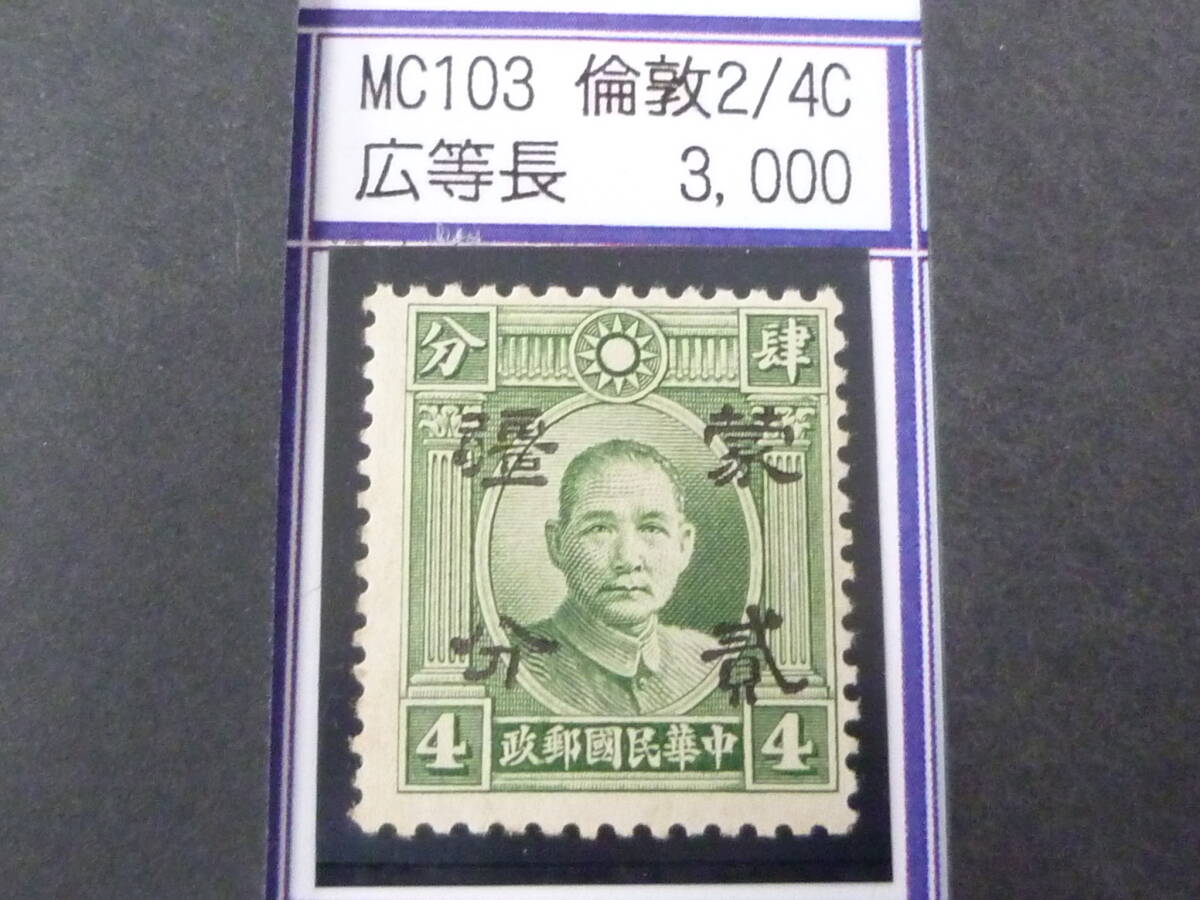 MC103 倫敦2/4C
広等長 3,000
分 肆
疆 蒙
分 貳
4 政郵國民華中 4